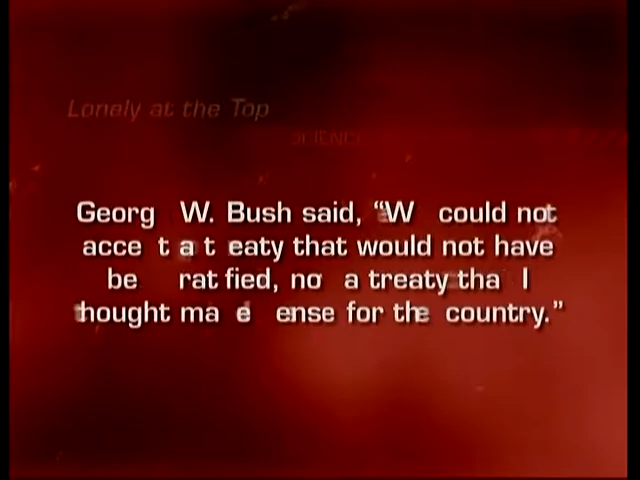 Lonely at the Top
Georg W. Bush said, “W could not
acce t a t eaty that would not have
be rat fied, no a treaty tha I
thought ma e ense for the country.”